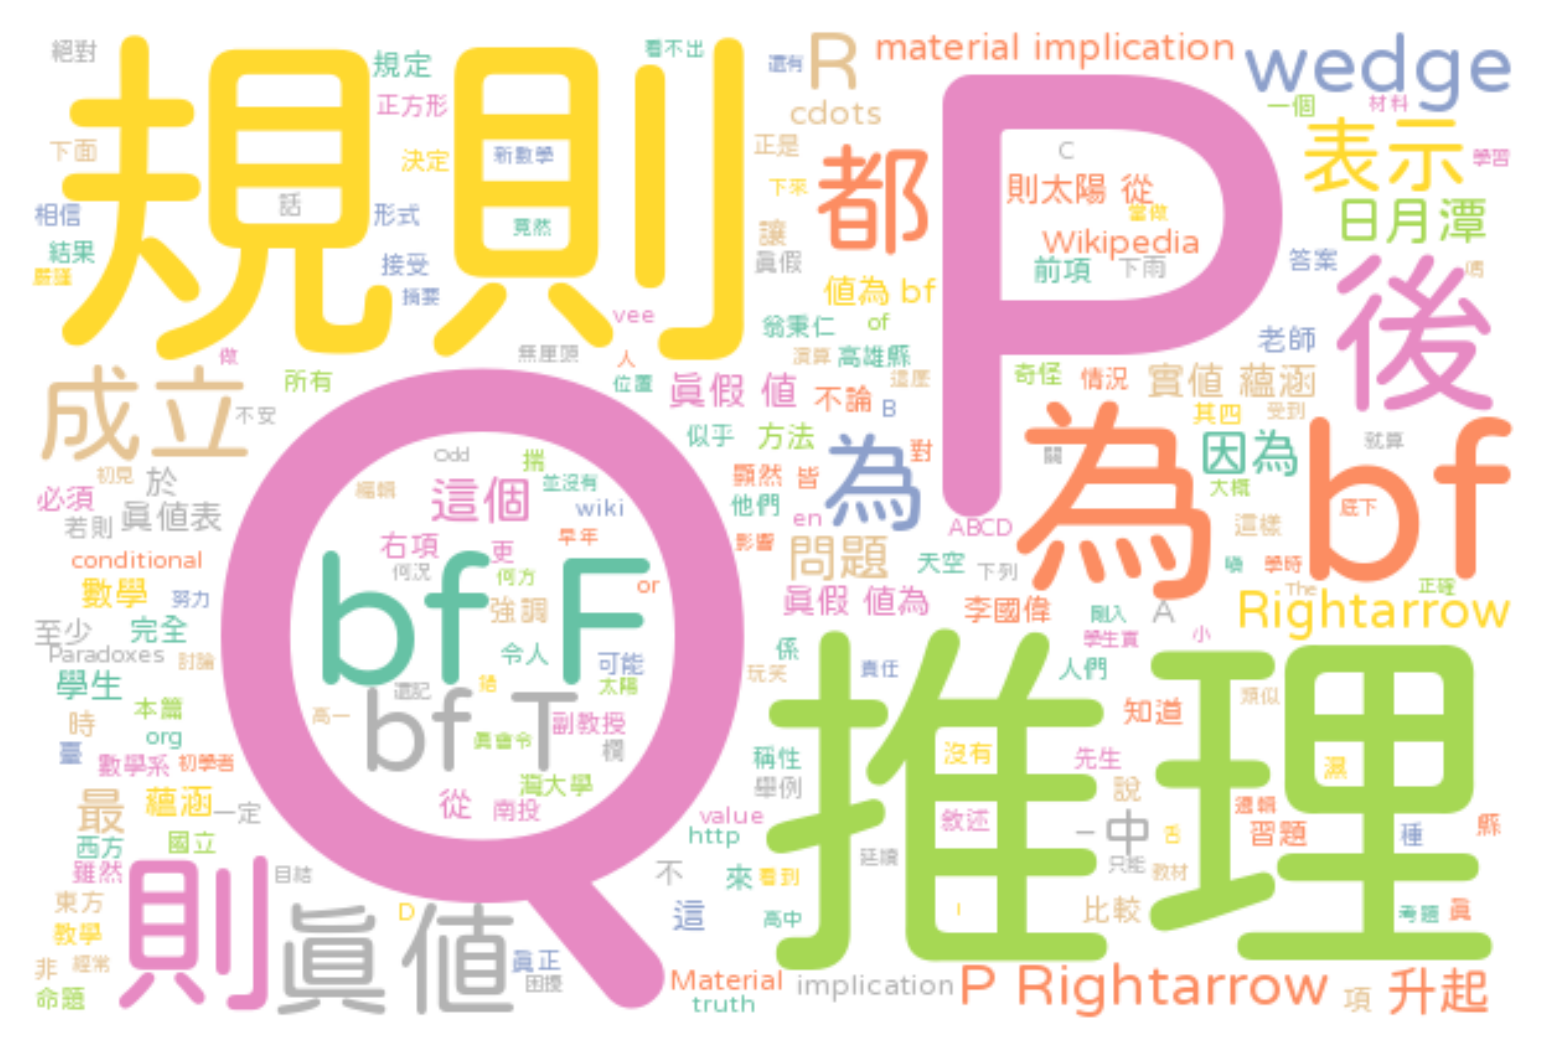 絕對
規則
規定
看不出
還有
R
material implication
wedge
正方形
cdots
一個
材料
下面
決定
新數學
正是
都
P
C
表示
學習
話
下來
則太陽 從
當做
日月潭
相信
形式
竟然
讓
Wikipedia
結果
接受
眞假
前項
下雨
答案
嚴謹
摘要
値為 bf
後
vee
翁秉仁
of
老師
做
無厘頭
人
演算
高雄縣
成立
所有
位置
眞假 値
不論
這麼
奇怪
情況
實值 蘊涵
不安
B
其四
受到
Q
似乎
方法
為
對
為 bf
因為
就算
初見
於
Odd
揣
顯然
皆
關
大概
必須
編輯
這個
並沒有
他們
en
ABCD
底下
若則
眞值表
wiki
影響
問題
這樣
右項
更
早年
天空
下列
嗎
學時
conditional
何況
何方
or
正確
數學
努力
bf F
強調
眞假 値為
李國偉
剛入
A
The
Rightarrow
至少
完全
學生實
小
Paradoxes
討論
令人
可能
係
推理
人們
學生
還記
太陽
玩笑
責任
類似
時
本篇
高一
bf T
副教授
知道
臺
org
眞會令
欄
稱性
沒有
先生
濕
數學系
初學者
灣大學
舉例
說
邏輯
最
蘊涵
一定
從
南投
value
敘述
一中
否
習題
種
縣
西方
國立
http
延續
只能
雖然
則
目結
不
來
看到
教材
東方
眞値
D
這
高中
I
比較
考題
眞
教學
非
經常
眞正
Material
implication
P Rightarrow
項
升起
命題
困擾
truth